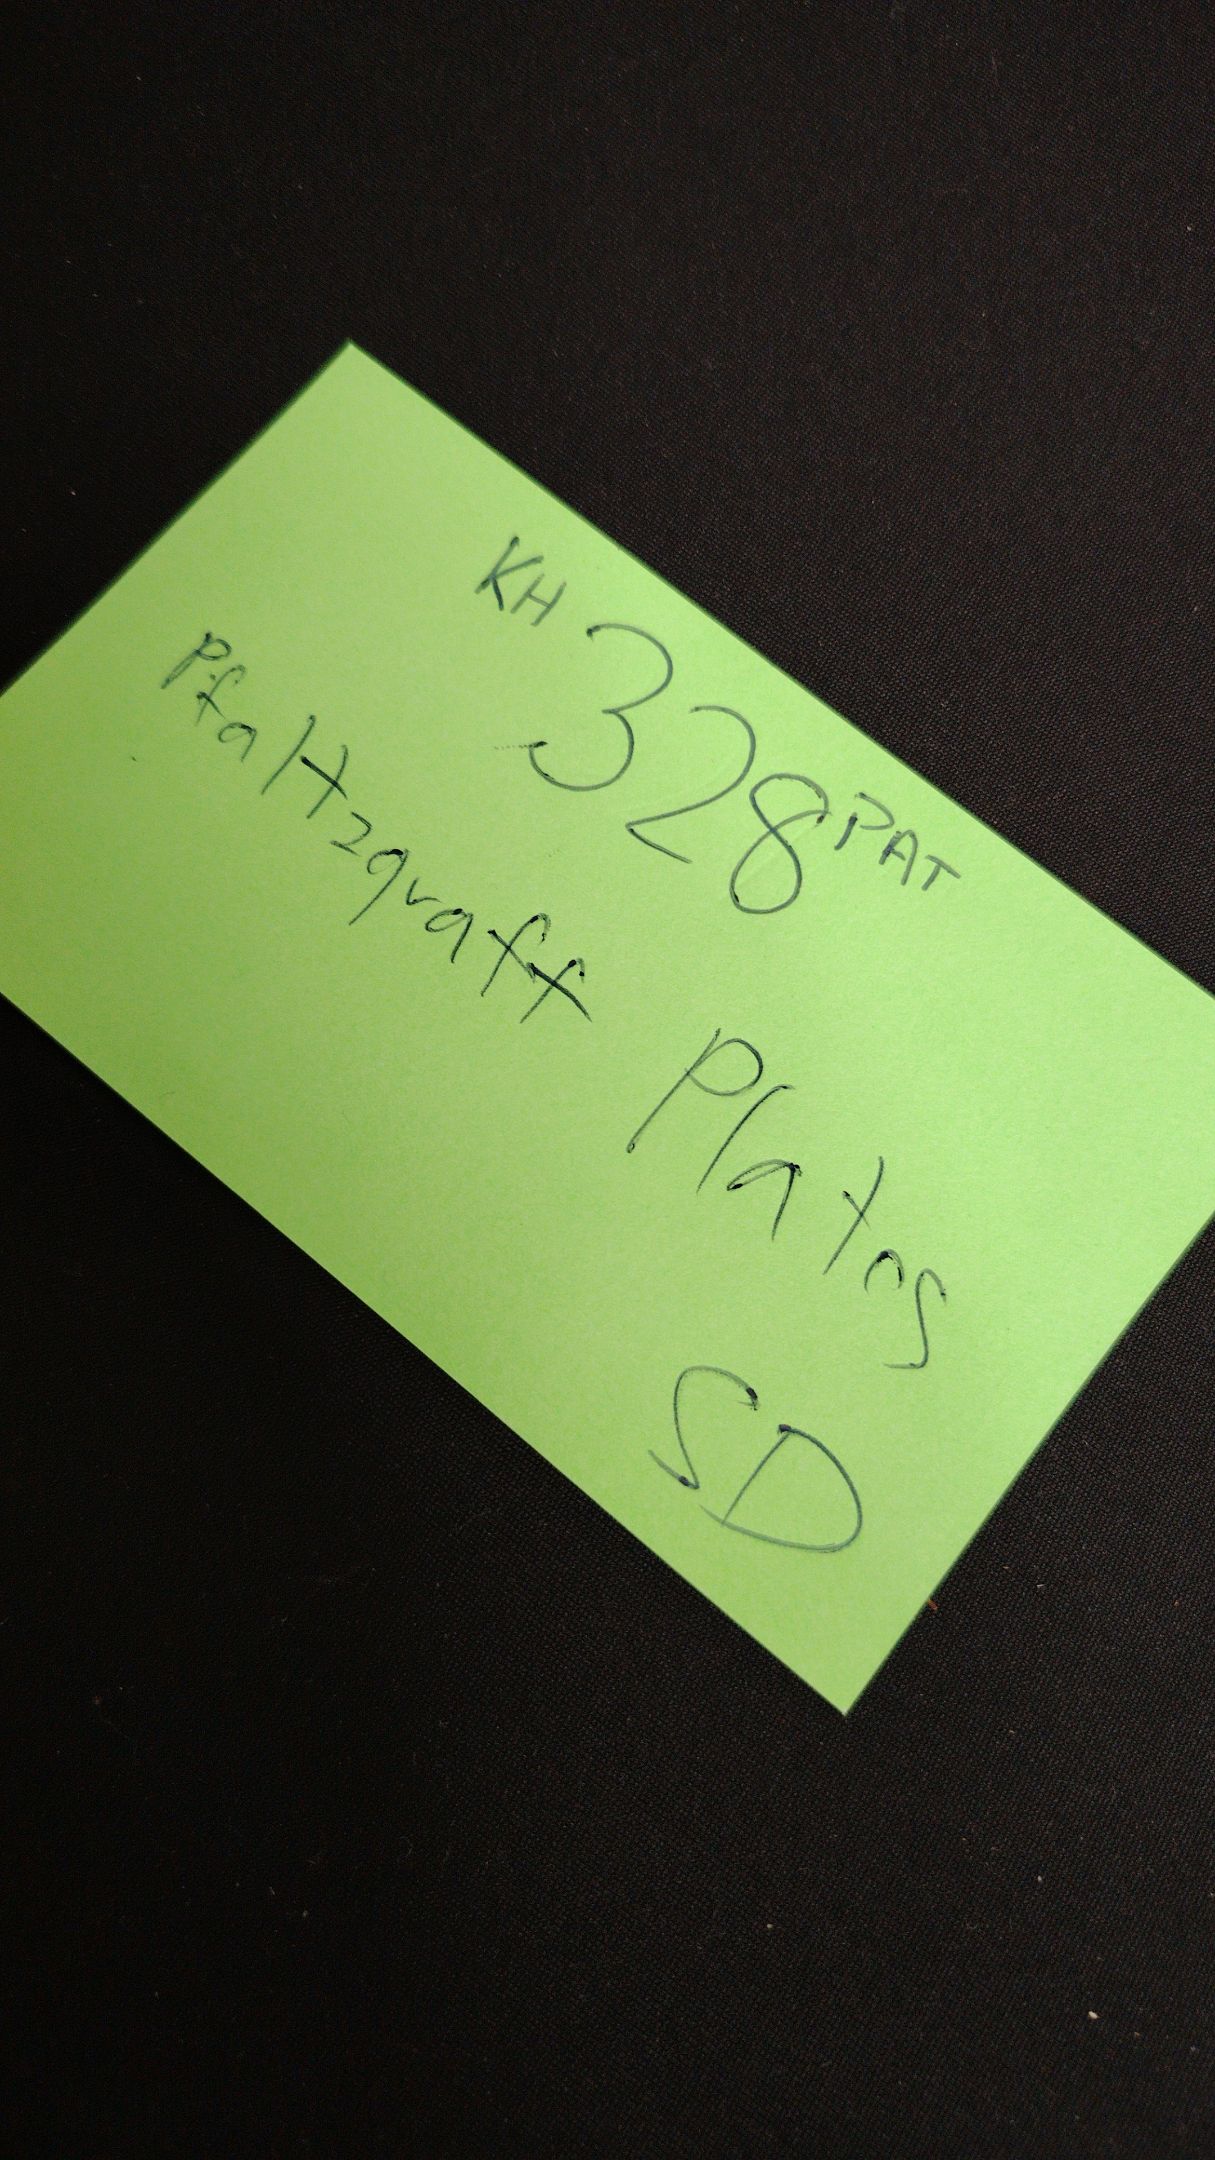 KH 328 PAT
Pfaltzgraff Plates
SD